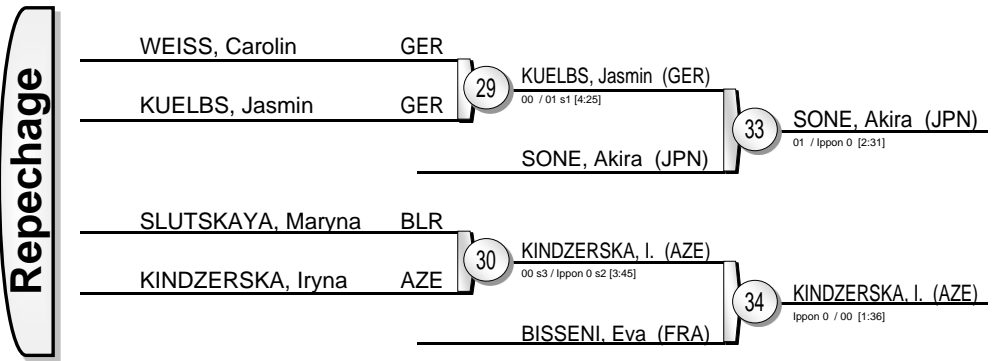 Repechage
WEISS, Carolin GER
KUELBS, Jasmin GER
29
KUELBS, Jasmin (GER)
00 / 01 s1 [4:25]
SONE, Akira (JPN)
33
SONE, Akira (JPN)
01 / Ippon 0 [2:31]
SLUTSKAYA, Maryna BLR
KINDZERSKA, Iryna AZE
30
KINDZERSKA, I. (AZE)
00 s3 / Ippon 0 s2 [3:45]
BISSENI, Eva (FRA)
34
KINDZERSKA, I. (AZE)
Ippon 0 / 00 [1:36]